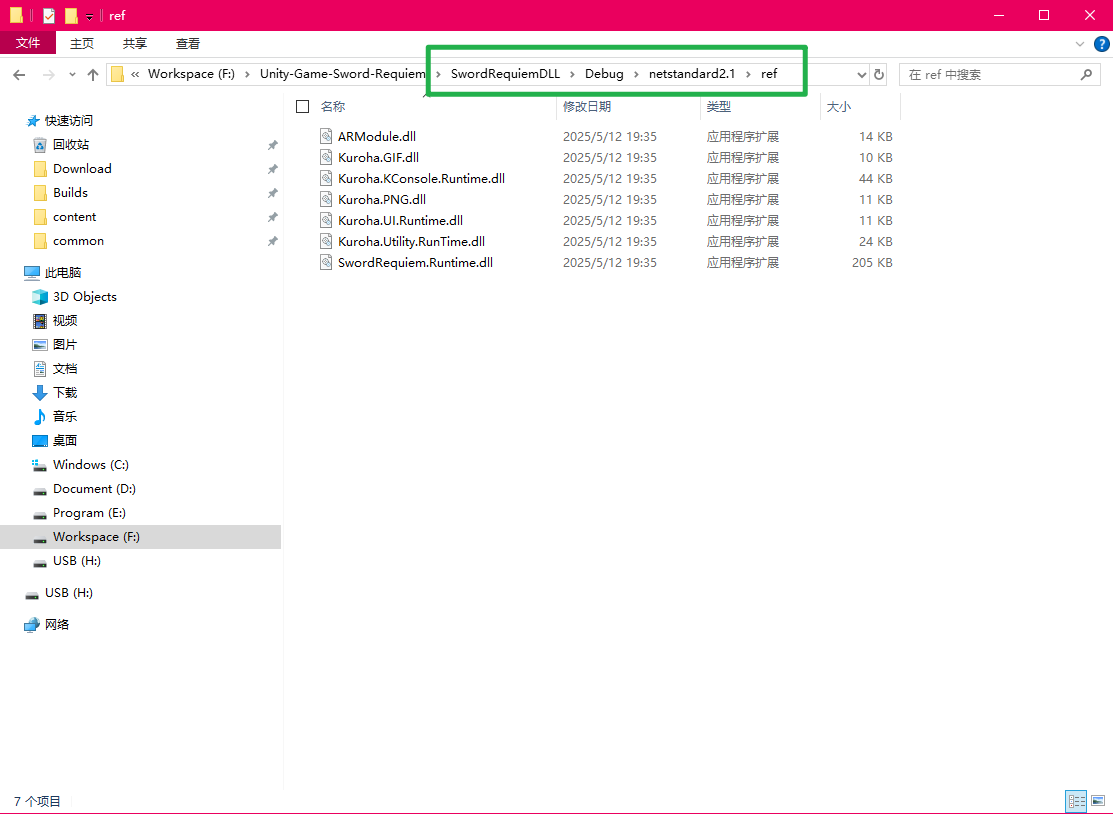 ref
文件 主页 共享 查看
« Workspace (F:) › Unity-Game-Sword-Requiem › SwordRequiemDLL › Debug › netstandard2.1 › ref 在 ref 中搜索
名称 修改日期 类型 大小
ARModule.dll 2025/5/12 19:35 应用程序扩展 14 KB
Kuroha.GIF.dll 2025/5/12 19:35 应用程序扩展 10 KB
Kuroha.KConsole.Runtime.dll 2025/5/12 19:35 应用程序扩展 44 KB
Kuroha.PNG.dll 2025/5/12 19:35 应用程序扩展 11 KB
Kuroha.UI.Runtime.dll 2025/5/12 19:35 应用程序扩展 11 KB
Kuroha.Utility.RunTime.dll 2025/5/12 19:35 应用程序扩展 24 KB
SwordRequiem.Runtime.dll 2025/5/12 19:35 应用程序扩展 205 KB
快速访问
回收站
Download
Builds
content
common
此电脑
3D Objects
视频
图片
文档
下载
音乐
桌面
Windows (C:)
Document (D:)
Program (E:)
Workspace (F:)
USB (H:)
USB (H:)
网络
7 个项目